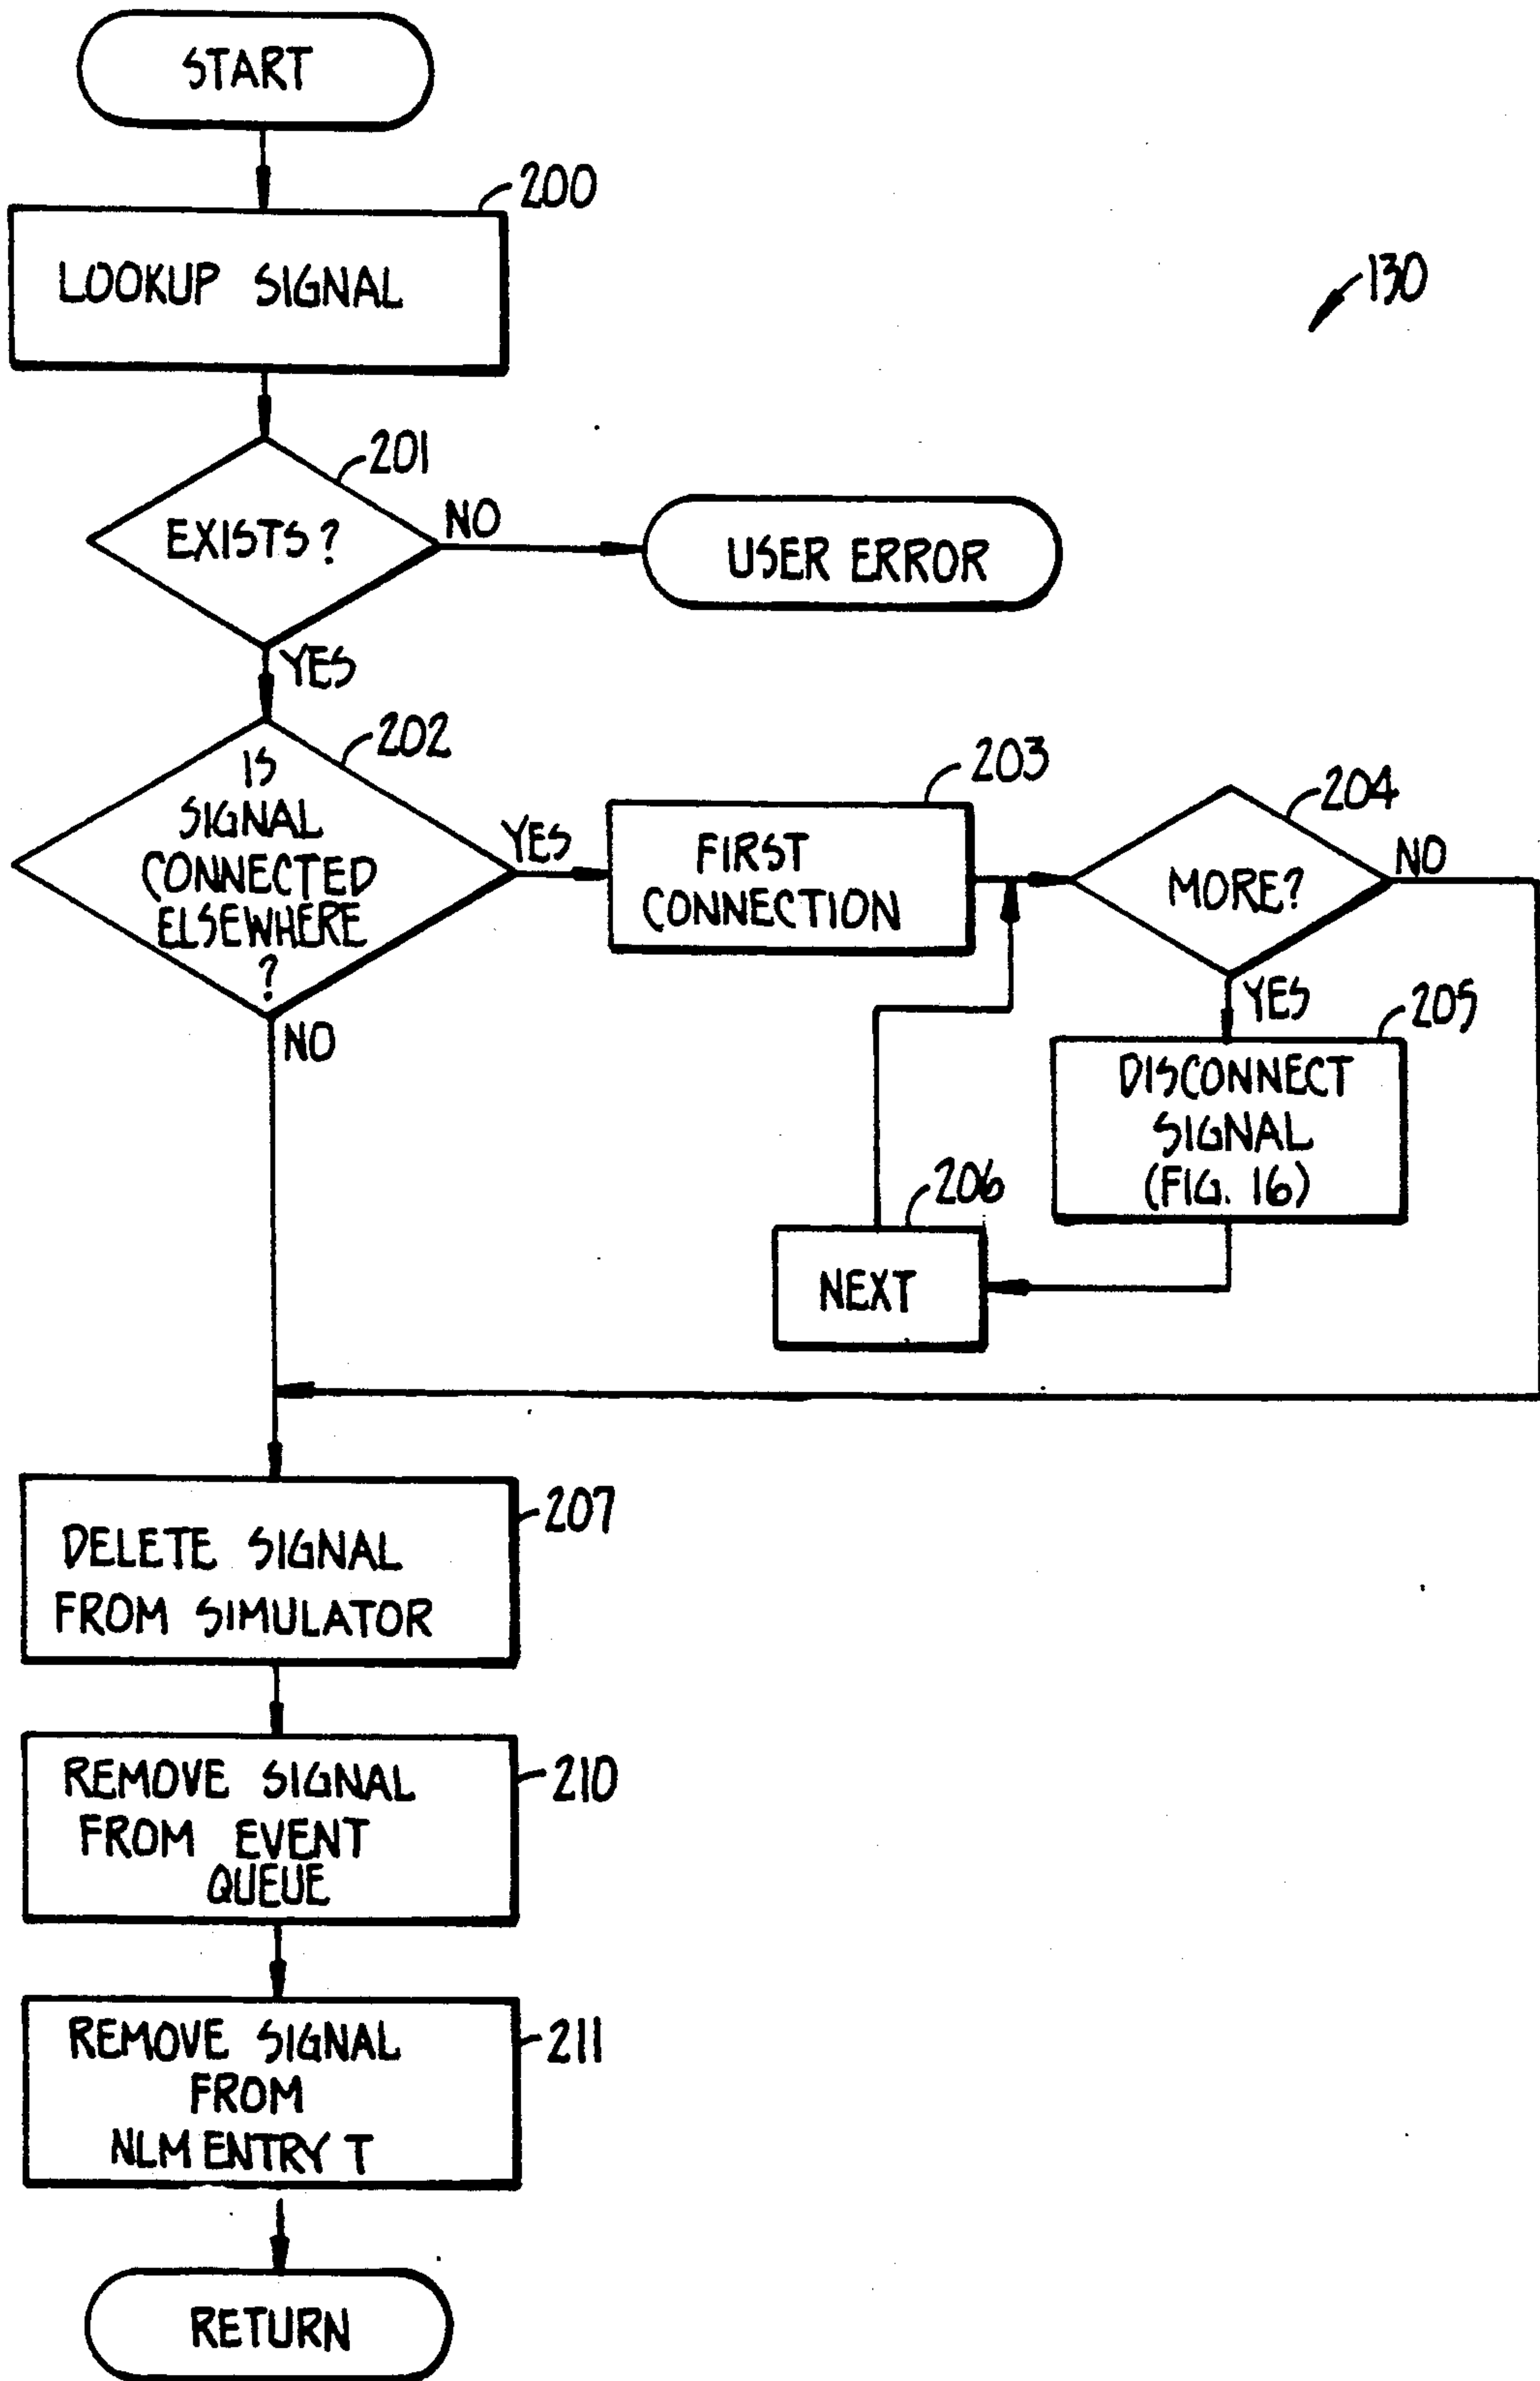 START
200
LOOKUP SIGNAL
130
201
EXISTS?
NO
USER ERROR
YES
202
IS
SIGNAL
CONNECTED
ELSEWHERE
?
YES
NO
203
FIRST
CONNECTION
204
MORE?
NO
YES
205
DISCONNECT
SIGNAL
(FIG. 16)
206
NEXT
207
DELETE SIGNAL
FROM SIMULATOR
210
REMOVE SIGNAL
FROM EVENT
QUEUE
211
REMOVE SIGNAL
FROM
NLM ENTRY T
RETURN